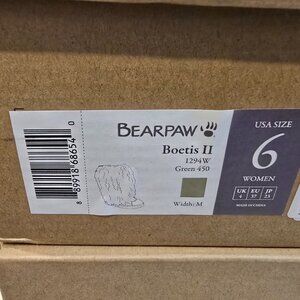 BEARPAW
Boetis II
1294W
Green 450
Width: M
8 89918 68654 0
USA SIZE
6
WOMEN
UK EU JP
4 37 23
MADE IN CHINA